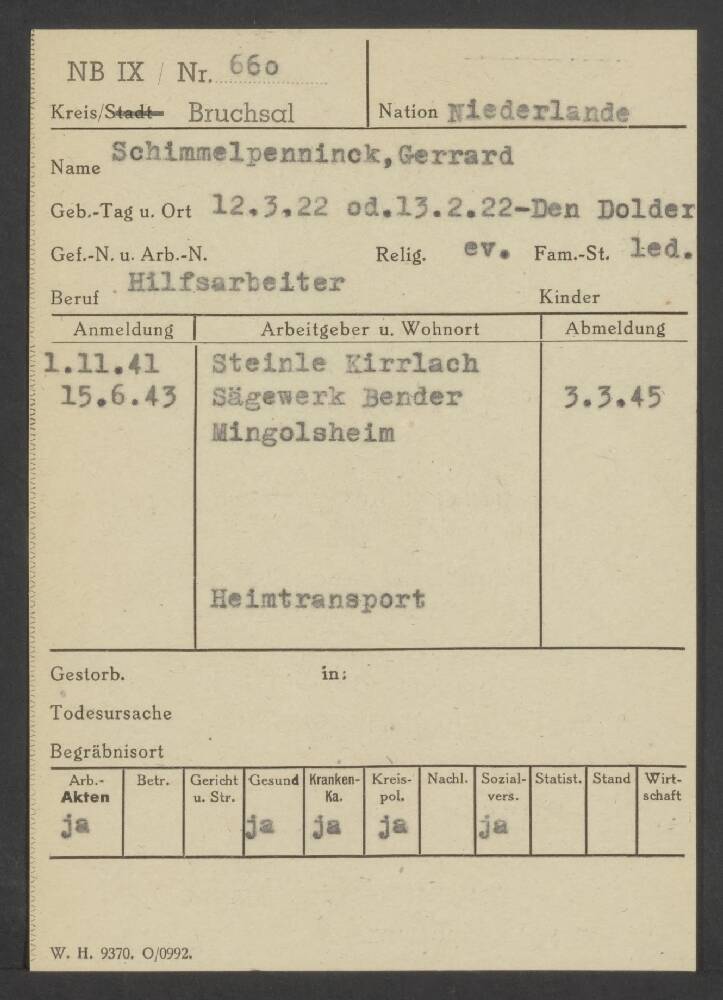 NB IX / Nr. 660
Kreis/Stadt Bruchsal
Nation Niederlande
Name Schimmelpenninck, Gerrard
Geb.-Tag u. Ort 12.3.22 od.13.2.22-Den Dolder
Gef.-N. u. Arb.-N. Relig. ev. Fam.-St. led.
Beruf Hilfsarbeiter Kinder
Anmeldung Arbeitgeber u. Wohnort Abmeldung
1.11.41 Steinle Kirrlach
15.6.43 Sägewerk Bender 3.3.45
Mingolsheim
Heimtransport
Gestorb. in:
Todesursache
Begräbnisort
Arb.- Betr. Gericht Gesund Kranken- Kreis- Nachl. Sozial- Statist. Stand Wirt-
Akten u. Str. Ka. pol. vers. schaft
ja ja ja ja ja
W. H. 9370. O/0992.